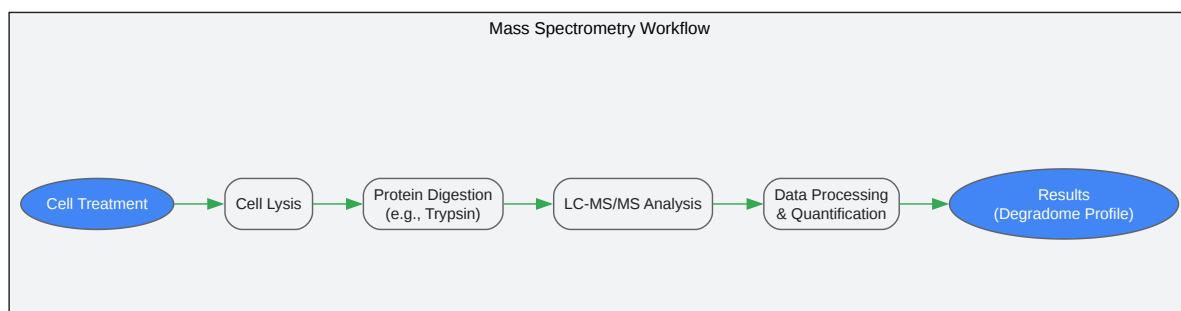 Mass Spectrometry Workflow
Cell Treatment
Cell Lysis
Protein Digestion
(e.g., Trypsin)
LC-MS/MS Analysis
Data Processing
& Quantification
Results
(Degradome Profile)